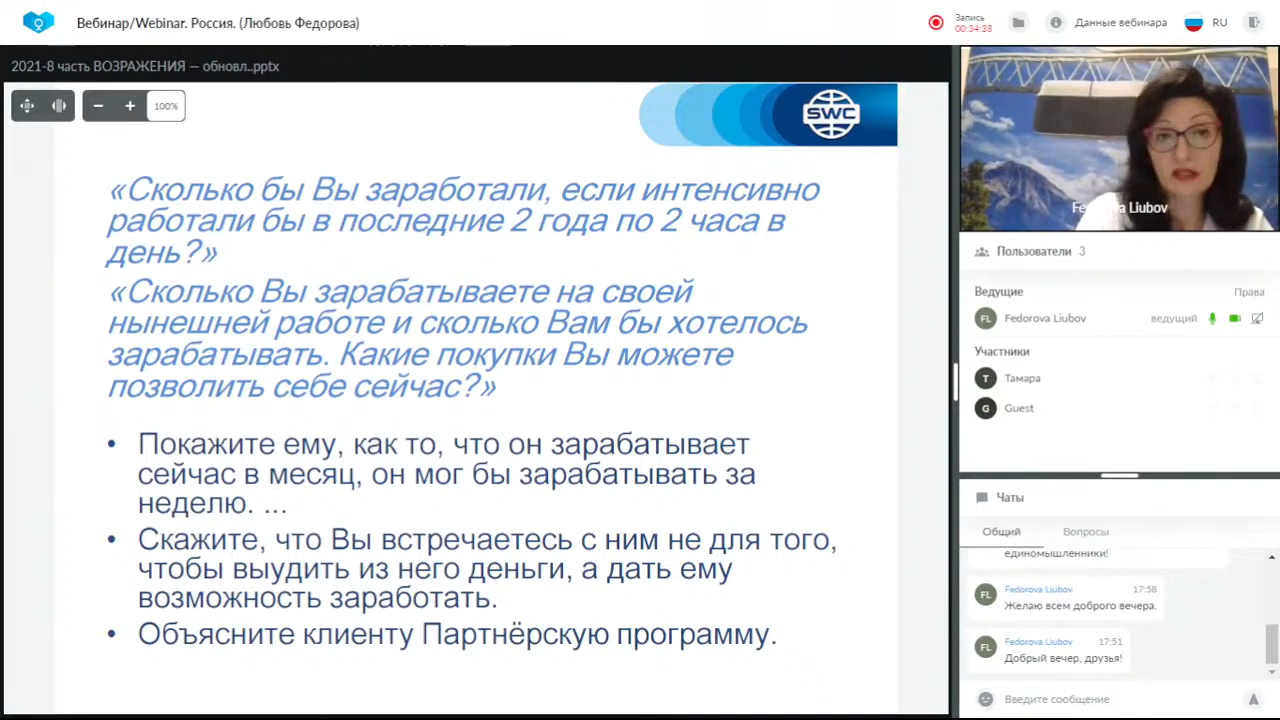 Вебинар/Webinar. Россия. (Любовь Федорова)
Запись
00:34:38
Данные вебинара
RU
2021-8 часть ВОЗРАЖЕНИЯ — обновл..pptx
100%
SWC
«Сколько бы Вы заработали, если интенсивно
работали бы в последние 2 года по 2 часа в
день?»
«Сколько Вы зарабатываете на своей
нынешней работе и сколько Вам бы хотелось
зарабатывать. Какие покупки Вы можете
позволить себе сейчас?»
• Покажите ему, как то, что он зарабатывает
сейчас в месяц, он мог бы зарабатывать за
неделю. ...
• Скажите, что Вы встречаетесь с ним не для того,
чтобы выудить из него деньги, а дать ему
возможность заработать.
• Объясните клиенту Партнёрскую программу.
Fedorova Liubov
Пользователи 3
Ведущие
Права
FL Fedorova Liubov ведущий
Участники
T Тамара
G Guest
Чаты
Общий
Вопросы
единомышленники!
FL Fedorova Liubov 17:58
Желаю всем доброго вечера.
FL Fedorova Liubov 17:51
Добрый вечер, друзья!
Введите сообщение